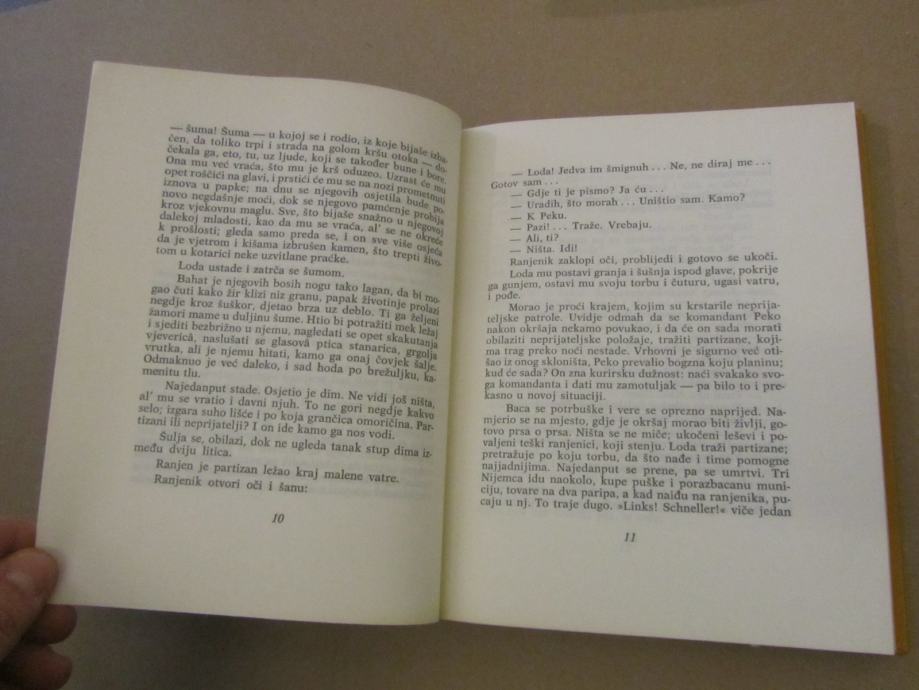 — šuma! Šuma — u kojoj se i rodio, iz koje bijaše izba-
čen, da toliko trpi i strada na golom kršu otoka — do-
čekala ga, eto, tu, uz ljude, koji se također bune i bore.
Ona mu već vraća, što mu je krš oduzeo. Uzrast će mu
opet roščići na glavi, i prstići će mu se na nozi prometnuti
iznova u papke; na dnu se njegovih osjetila bude po-
novo negdašnje moći, dok se njegovo pamćenje probija
kroz vjekovnu maglu. Sve, što bijaše snažno u njegovoj
dalekoj mladosti, kao da mu se vraća, al' se ne okreće
k prošlosti; gleda samo preda se, i on sve više osjeća
da je vjetrom i kišama izbrušen kamen, što trepti živo-
tom u kotarici neke uzvitlane praćke.
Loda ustade i zatrča se šumom.
Bahat je njegovih bosih nogu tako lagan, da bi mo-
gao čuti kako žir klizi niz granu, papak životinje prolazi
negdje kroz šuškor, djetao brza uz deblo. Ti ga željeni
žamori mame u duljinu šume. Htio bi potražiti mek ležaj
i sjediti bezbrižno u njemu, nagledati se opet skakutanja
vjeverica, naslušati se glasovâ ptica stanarica, grgolja
vrutka, ali je njemu hitati, kamo ga onaj čovjek šalje.
Odmaknuo je već daleko, i sad hoda po brežuljku, ka-
menitu tlu.
Najedanput stade. Osjetio je dim. Ne vidi još ništa,
al' mu se vratio i davni njuh. To ne gori negdje kakvo
selo; izgara suho lišće i po koja grančica omoričina. Par-
tizani ili neprijatelji? I on ide kamo ga nos vodi.
Šulja se, obilazi, dok ne ugleda tanak stup dima iz-
među dviju litica.
Ranjen je partizan ležao kraj malene vatre.
Ranjenik otvori oči i šanu:
10
— Loda! Jedva im šmignuh . . . Ne, ne diraj me . . .
Gotov sam . . .
— Gdje ti je pismo? Ja ću . . .
— Uradih, što morah . . . Uništio sam. Kamo?
— K Peku.
— Pazi! . . . Traže. Vrebaju.
— Ali, ti?
— Ništa. Idi!
Ranjenik zaklopi oči, problijedi i gotovo se ukoči.
Loda mu postavi granja i šušnja ispod glave, pokrije
ga gunjem, ostavi mu svoju torbu i čuturu, ugasi vatru,
i pođe.
Morao je proći krajem, kojim su krstarile neprija-
teljske patrole. Uvidje odmah da se komandant Peko
nakon okršaja nekamo povukao, i da će on sada morati
obilaziti neprijateljske položaje, tražiti partizane, koji-
ma trag preko noći nestade. Vrhovni je sigurno već oti-
šao iz onog skloništa, Peko prevalio bogzna koju planinu;
kud će sada? On zna kurirsku dužnost: naći svakako svo-
ga komandanta i dati mu zamotuljak — pa bilo to i pre-
kasno u novoj situaciji.
Baca se potrbuške i vere se oprezno naprijed. Na-
mjerio se na mjesto, gdje je okršaj morao biti življi, go-
tovo prsa o prsa. Ništa se ne miče; ukočeni leševi i po-
valjeni teški ranjenici, koji stenju. Loda traži partizane;
pretražuje po koju torbu, da što nađe i time pomogne
najjadnijima. Najedanput se prene, pa se umrtvi. Tri
Nijemca idu naokolo, kupe puške i porazbacanu muni-
ciju, tovare na dva paripa, a kad naiđu na ranjenika, pu-
caju u nj. To traje dugo. »Links! Schneller!« viče jedan
11